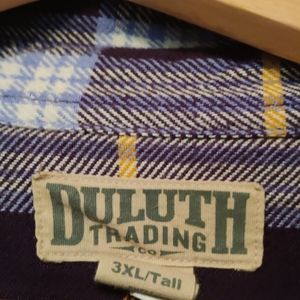 DULUTH
TRADING
CO
3XL/Tall